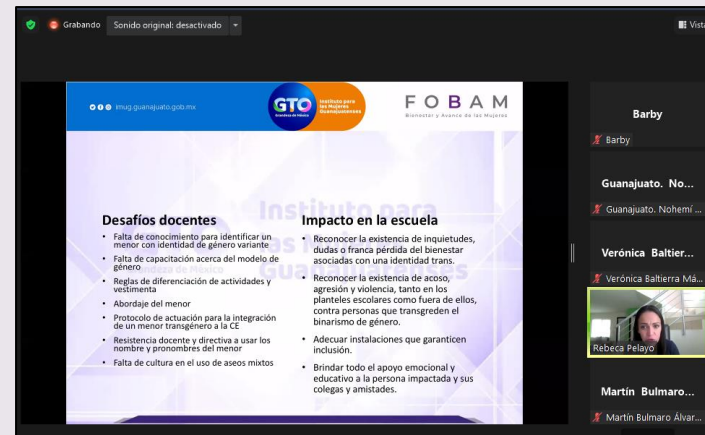 Grabando
Sonido original: desactivado
Vista
imug.guanajuato.gob.mx
GTO
Grandeza de México
Instituto para
las Mujeres
Guanajuatenses
FOBAM
Bienestar y Avance de las Mujeres
Desafíos docentes
• Falta de conocimiento para identificar un
menor con identidad de género variante
• Falta de capacitación acerca del modelo de
género
• Reglas de diferenciación de actividades y
vestimenta
• Abordaje del menor
• Protocolo de actuación para la integración
de un menor transgénero a la CE
• Resistencia docente y directiva a usar los
nombre y pronombres del menor
• Falta de cultura en el uso de aseos mixtos
Impacto en la escuela
• Reconocer la existencia de inquietudes,
dudas o franca pérdida del bienestar
asociadas con una identidad trans.
• Reconocer la existencia de acoso,
agresión y violencia, tanto en los
planteles escolares como fuera de ellos,
contra personas que transgreden el
binarismo de género.
• Adecuar instalaciones que garanticen
inclusión.
• Brindar todo el apoyo emocional y
educativo a la persona impactada y sus
colegas y amistades.
Barby
Barby
Guanajuato. No...
Guanajuato. Nohemí ...
Verónica Baltier...
Verónica Baltierra Má...
Rebeca Pelayo
Martín Bulmaro...
Martín Bulmaro Álvar...